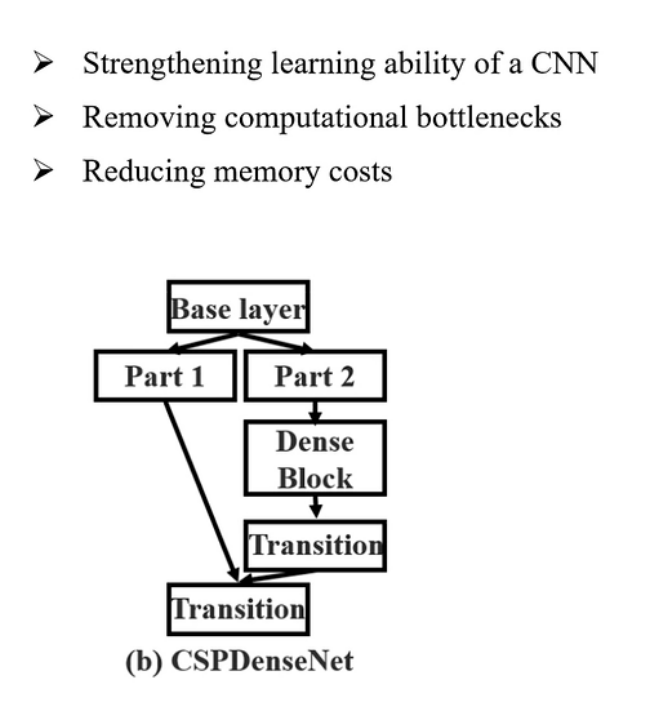 ➤ Strengthening learning ability of a CNN
➤ Removing computational bottlenecks
➤ Reducing memory costs
Base layer
Part 1 Part 2
Dense
Block
Transition
Transition
(b) CSPDenseNet